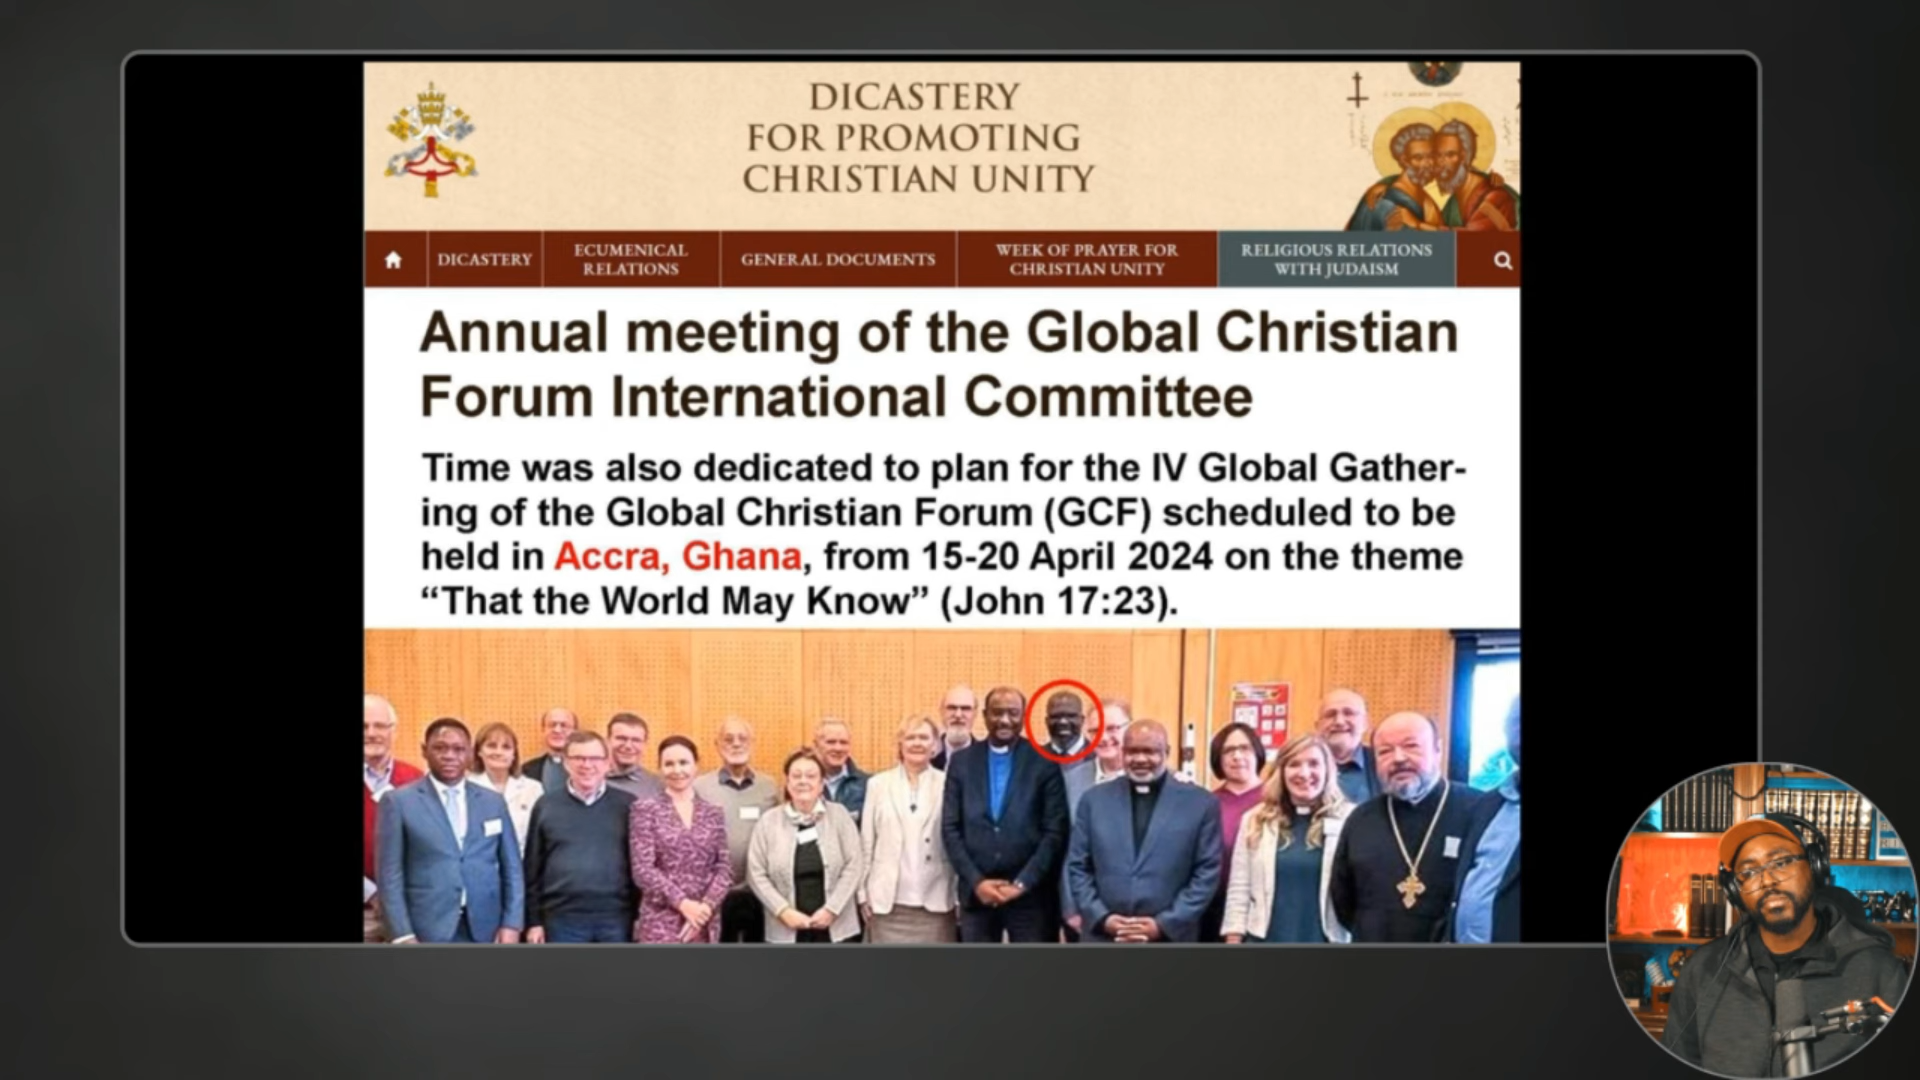 DICASTERY
FOR PROMOTING
CHRISTIAN UNITY
DICASTERY
ECUMENICAL
RELATIONS
GENERAL DOCUMENTS
WEEK OF PRAYER FOR
CHRISTIAN UNITY
RELIGIOUS RELATIONS
WITH JUDAISM
Annual meeting of the Global Christian
Forum International Committee
Time was also dedicated to plan for the IV Global Gather-
ing of the Global Christian Forum (GCF) scheduled to be
held in Accra, Ghana, from 15-20 April 2024 on the theme
“That the World May Know” (John 17:23).